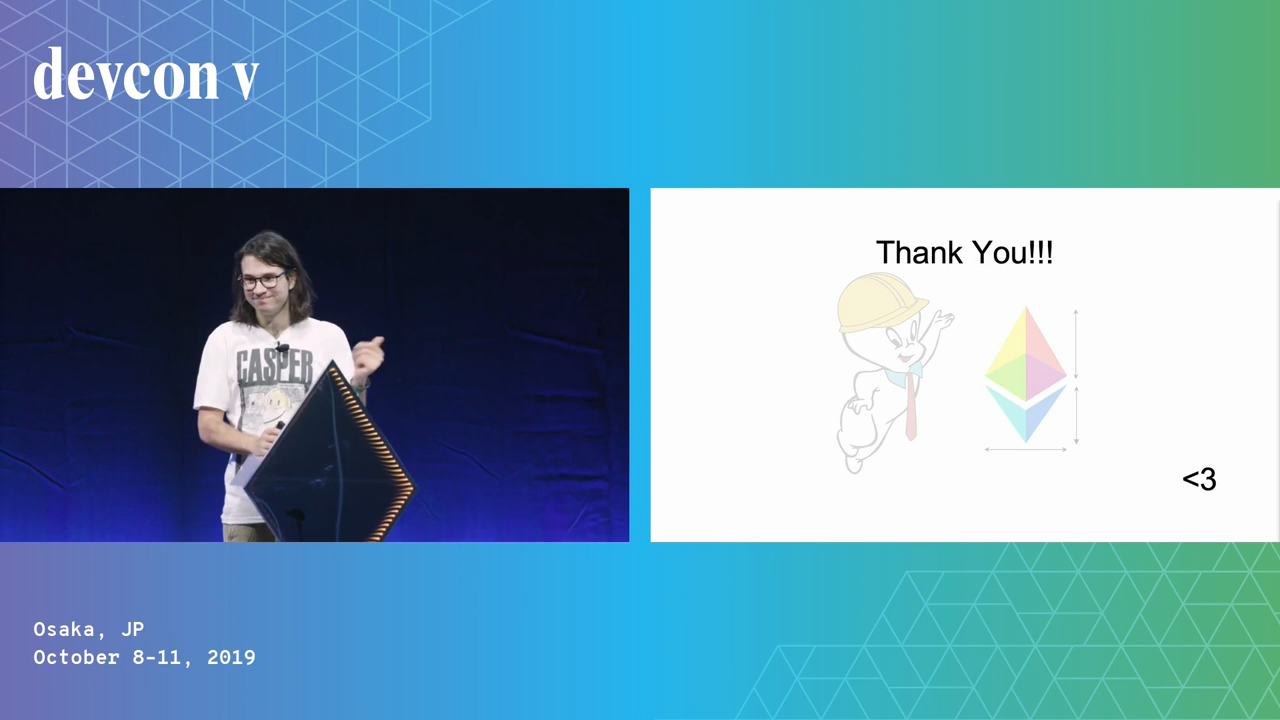 devcon v
CASPER
Thank You!!!
<3
Osaka, JP
October 8-11, 2019